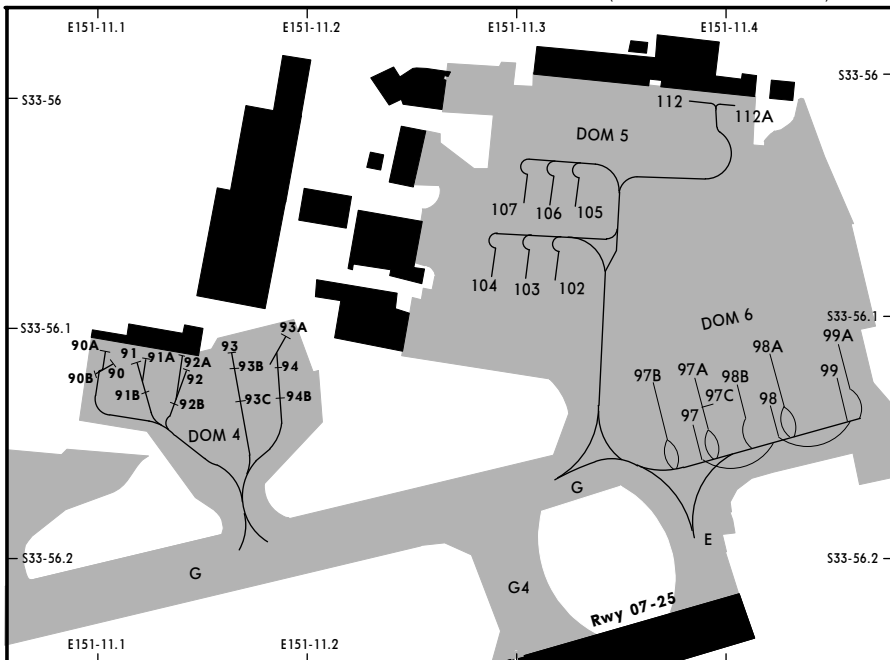 E151-11.1 E151-11.2 E151-11.3 E151-11.4
S33-56 S33-56
112 112A
DOM 5
107 106 105
104 103 102
S33-56.1 S33-56.1
DOM 6
90A 91 91A 92A 93 93A 99A
90B 90 92 93B 94 97B 97A 98B 98A 99
91B 92B 93C 94B 97C 98
97
DOM 4
G
E
S33-56.2 S33-56.2
G
G4
Rwy 07-25
E151-11.1 E151-11.2 E151-11.4